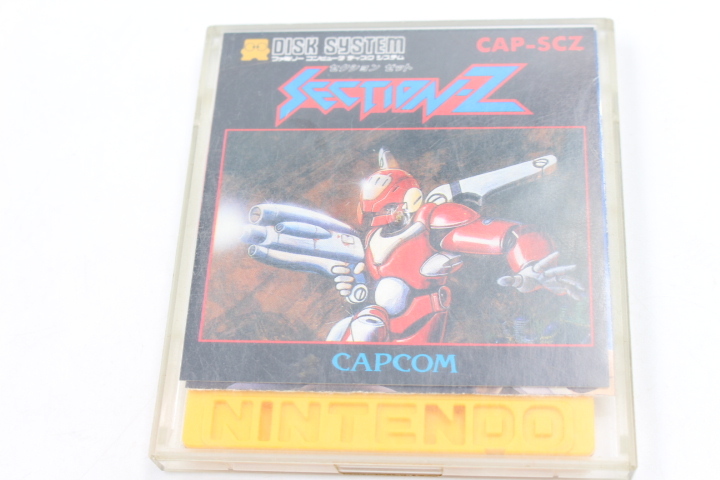 DISK SYSTEM
CAP-SCZ
ファミリー コンピュータ ディスク システム
セクション ゼット
SECTION-Z
CAPCOM
NINTENDO